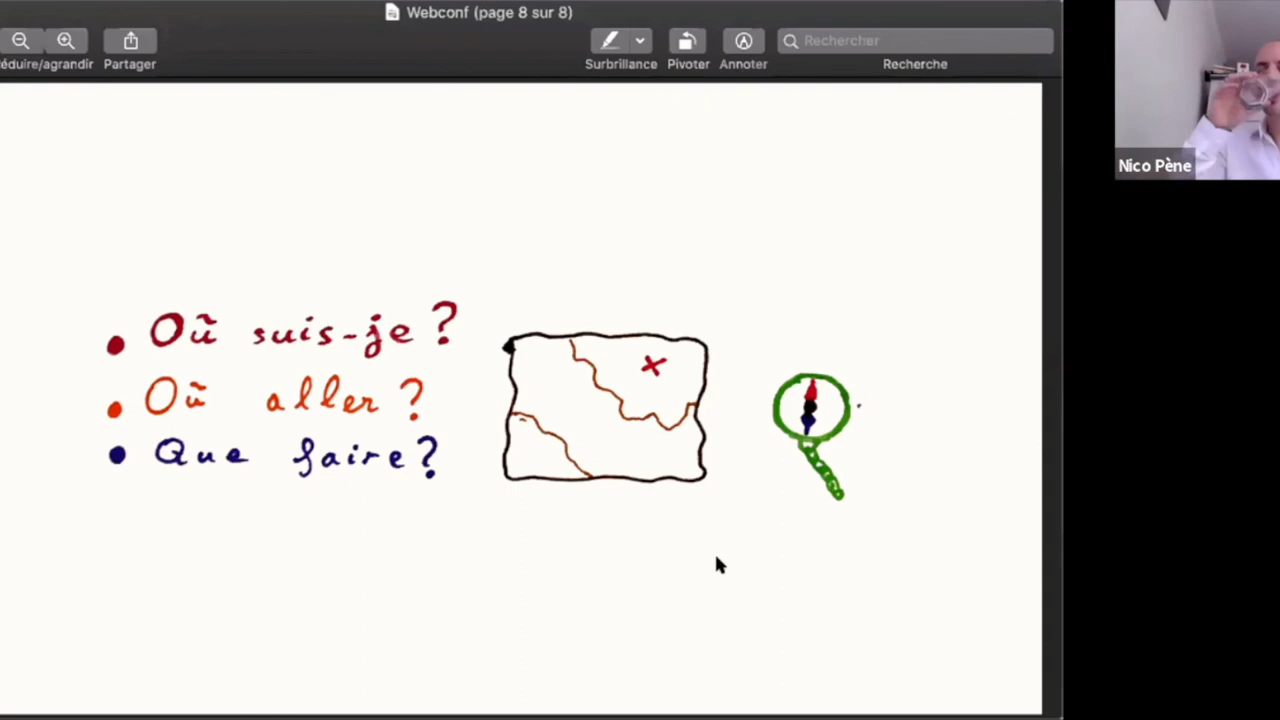 Webconf (page 8 sur 8)
éduire/agrandir
Partager
Surbrillance
Pivoter
Annoter
Rechercher
Recherche
Nico Pène
Où suis-je ?
Où aller ?
Que faire ?